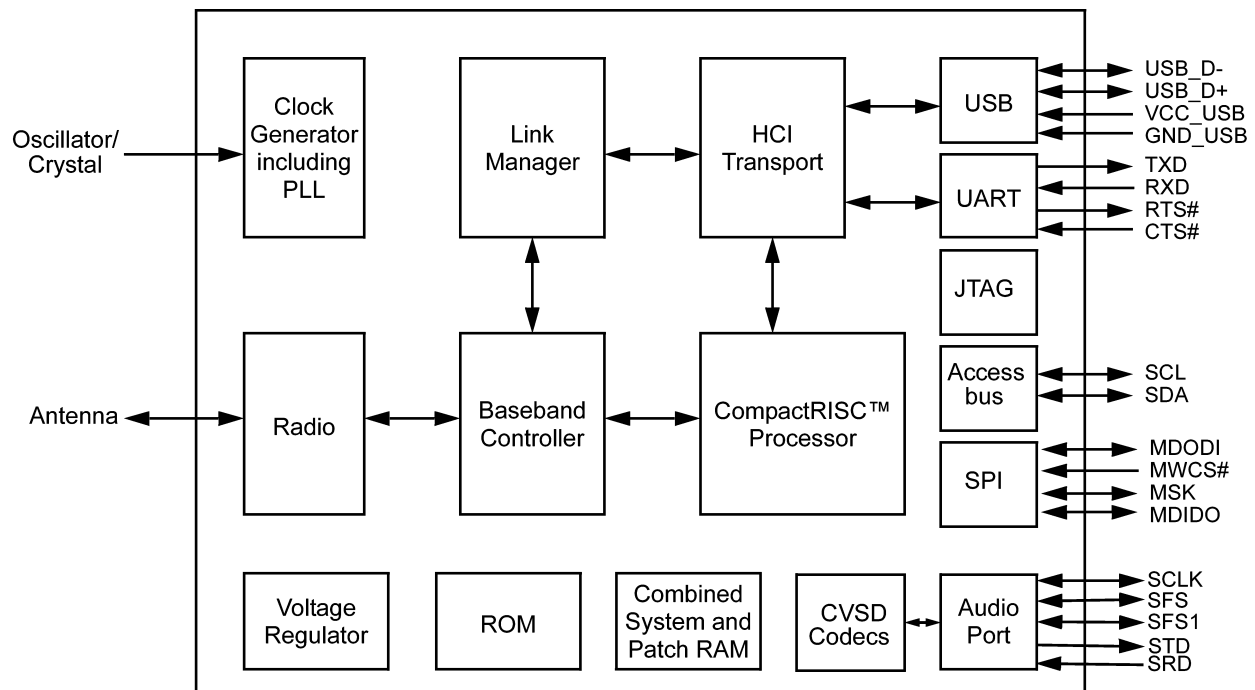 Oscillator/
Crystal
Clock
Generator
including
PLL
Link
Manager
HCI
Transport
USB
USB_D-
USB_D+
VCC_USB
GND_USB
UART
TXD
RXD
RTS#
CTS#
JTAG
Antenna
Radio
Baseband
Controller
CompactRISC™
Processor
Access
bus
SCL
SDA
SPI
MDODI
MWCS#
MSK
MDIDO
Voltage
Regulator
ROM
Combined
System and
Patch RAM
CVSD
Codecs
Audio
Port
SCLK
SFS
SFS1
STD
SRD